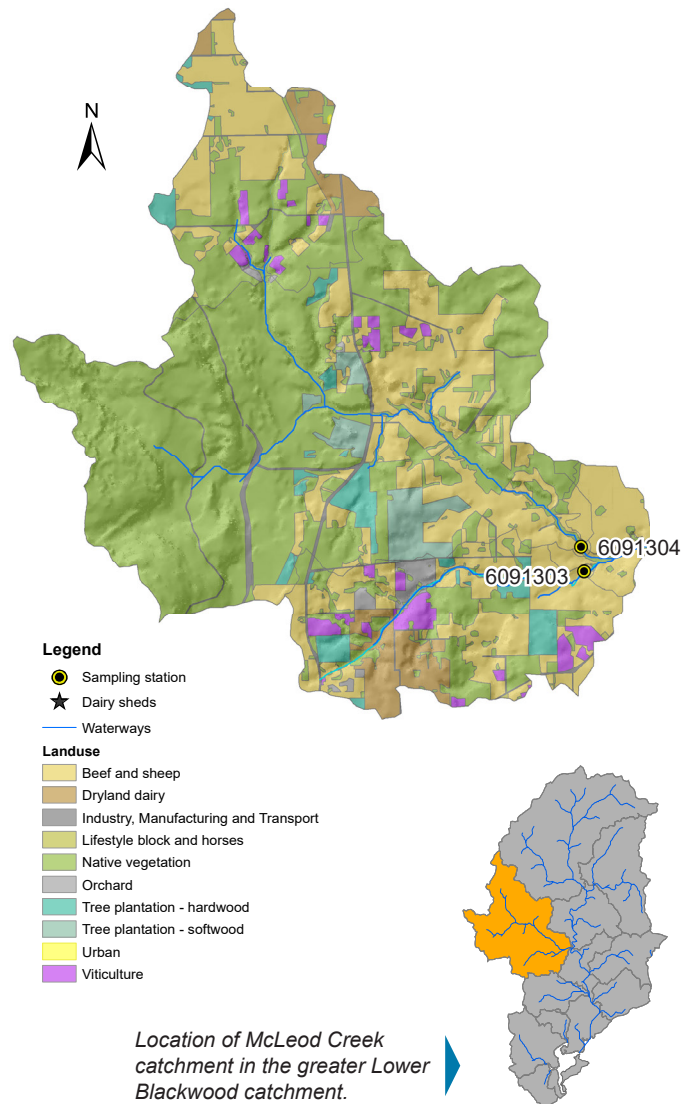 N
6091304
6091303
Legend
Sampling station
Dairy sheds
Waterways
Landuse
Beef and sheep
Dryland dairy
Industry, Manufacturing and Transport
Lifestyle block and horses
Native vegetation
Orchard
Tree plantation - hardwood
Tree plantation - softwood
Urban
Viticulture
Location of McLeod Creek
catchment in the greater Lower
Blackwood catchment.